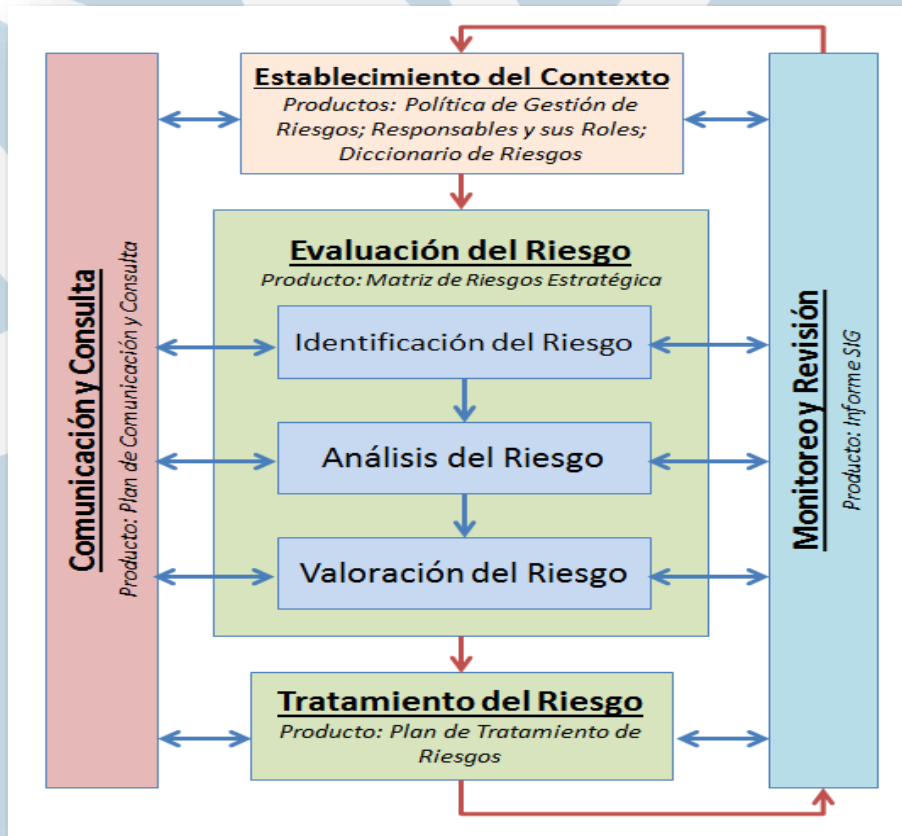 Establecimiento del Contexto
Productos: Política de Gestión de
Riesgos; Responsables y sus Roles;
Diccionario de Riesgos
Evaluación del Riesgo
Producto: Matriz de Riesgos Estratégica
Identificación del Riesgo
Análisis del Riesgo
Valoración del Riesgo
Tratamiento del Riesgo
Producto: Plan de Tratamiento de
Riesgos
Comunicación y Consulta
Producto: Plan de Comunicación y Consulta
Monitoreo y Revisión
Producto: Informe SIG